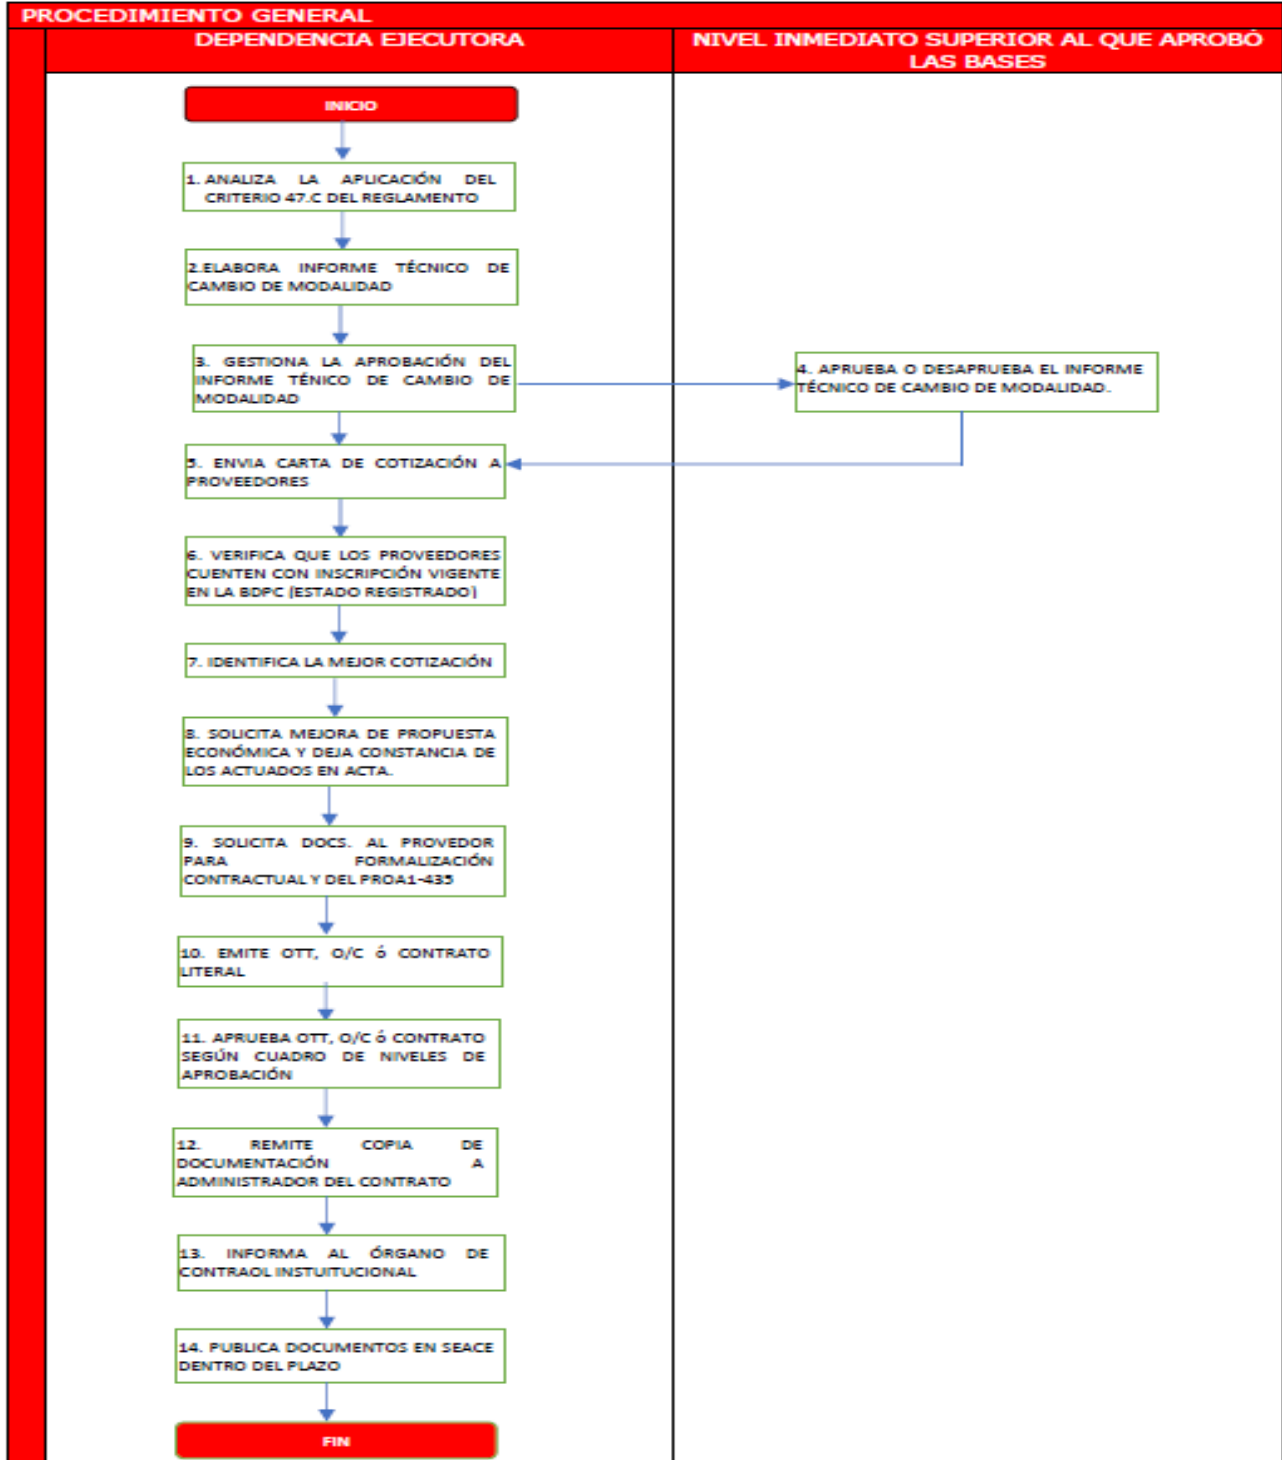 PROCEDIMIENTO GENERAL
DEPENDENCIA EJECUTORA
NIVEL INMEDIATO SUPERIOR AL QUE APROBÓ
LAS BASES
INICIO
1. ANALIZA LA APLICACIÓN DEL
CRITERIO 47.C DEL REGLAMENTO
2.ELABORA INFORME TÉCNICO DE
CAMBIO DE MODALIDAD
3. GESTIONA LA APROBACIÓN DEL
INFORME TÉNICO DE CAMBIO DE
MODALIDAD
4. APRUEBA O DESAPRUEBA EL INFORME
TÉCNICO DE CAMBIO DE MODALIDAD.
5. ENVIA CARTA DE COTIZACIÓN A
PROVEEDORES
6. VERIFICA QUE LOS PROVEEDORES
CUENTEN CON INSCRIPCIÓN VIGENTE
EN LA BDPC (ESTADO REGISTRADO)
7. IDENTIFICA LA MEJOR COTIZACIÓN
8. SOLICITA MEJORA DE PROPUESTA
ECONÓMICA Y DEJA CONSTANCIA DE
LOS ACTUADOS EN ACTA.
9. SOLICITA DOCS. AL PROVEDOR
PARA FORMALIZACIÓN
CONTRACTUAL Y DEL PROA1-435
10. EMITE OTT, O/C ó CONTRATO
LITERAL
11. APRUEBA OTT, O/C ó CONTRATO
SEGÚN CUADRO DE NIVELES DE
APROBACIÓN
12. REMITE COPIA DE
DOCUMENTACIÓN A
ADMINISTRADOR DEL CONTRATO
13. INFORMA AL ÓRGANO DE
CONTRAOL INSTUITUCIONAL
14. PUBLICA DOCUMENTOS EN SEACE
DENTRO DEL PLAZO
FIN